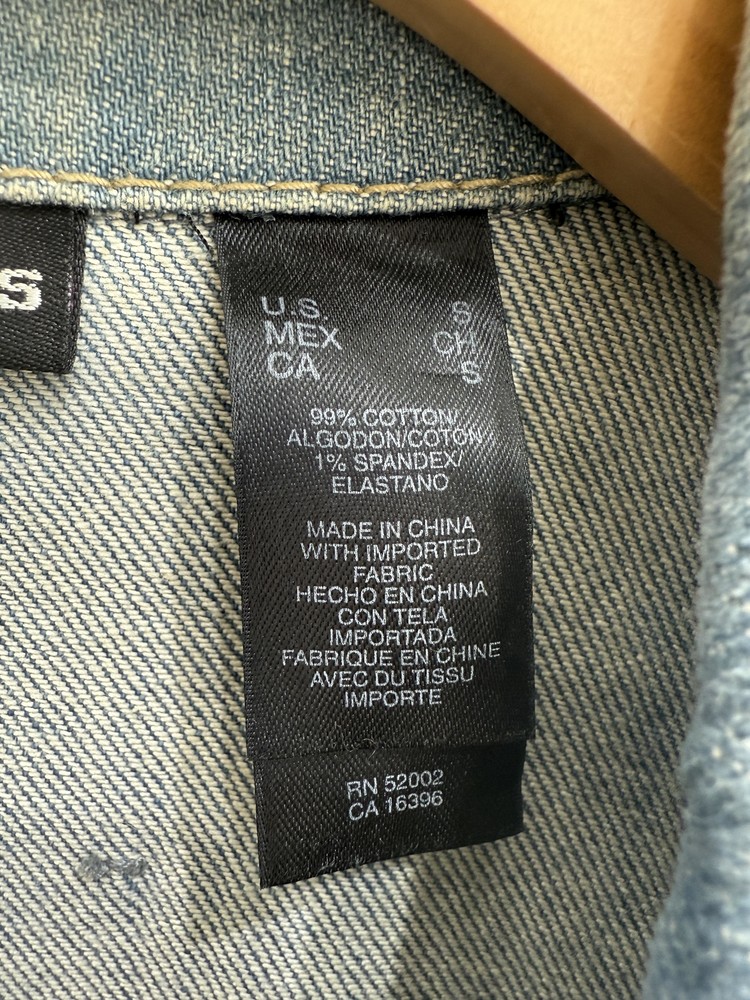 S
U.S. S
MEX CH
CA S
99% COTTON/
ALGODON/COTON
1% SPANDEX/
ELASTANO
MADE IN CHINA
WITH IMPORTED
FABRIC
HECHO EN CHINA
CON TELA
IMPORTADA
FABRIQUE EN CHINE
AVEC DU TISSU
IMPORTE
RN 52002
CA 16396